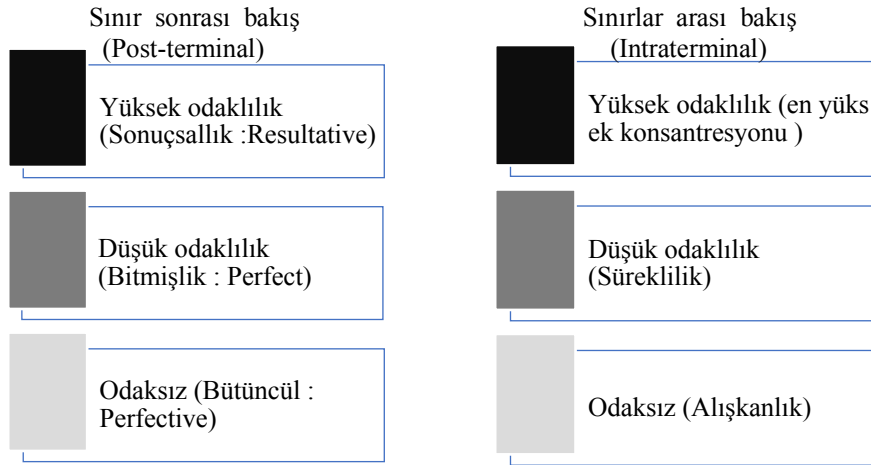 Sınır sonrası bakış
(Post-terminal)
Yüksek odaklılık
(Sonuçsallık :Resultative)
Düşük odaklılık
(Bitmişlik : Perfect)
Odaksız (Bütüncül :
Perfective)
Sınırlar arası bakış
(Intraterminal)
Yüksek odaklılık (en yüks
ek konsantresyonu )
Düşük odaklılık
(Süreklilik)
Odaksız (Alışkanlık)